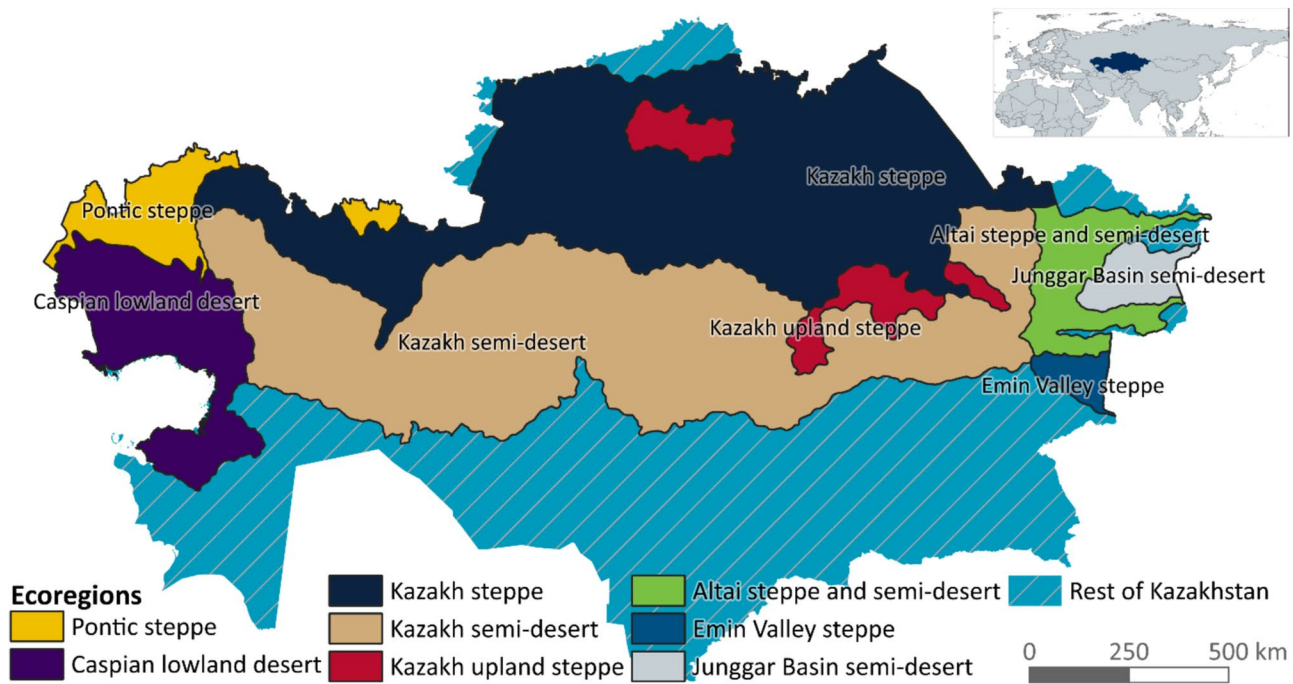 Kazakh steppe
Pontic steppe
Altai steppe and semi-desert
Junggar Basin semi-desert
Caspian lowland desert
Kazakh upland steppe
Kazakh semi-desert
Emin Valley steppe
Ecoregions
Pontic steppe
Caspian lowland desert
Kazakh steppe
Kazakh semi-desert
Kazakh upland steppe
Altai steppe and semi-desert
Emin Valley steppe
Junggar Basin semi-desert
Rest of Kazakhstan
0 250 500 km